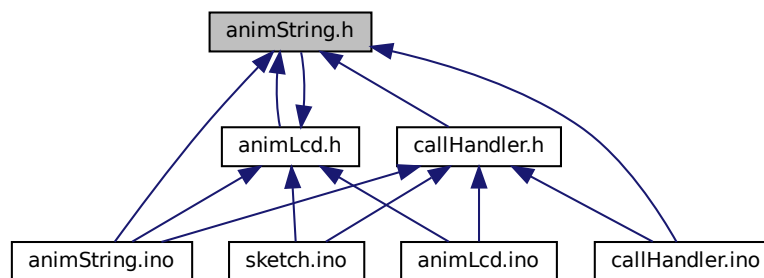 animString.h
animLcd.h
callHandler.h
animString.ino
sketch.ino
animLcd.ino
callHandler.ino